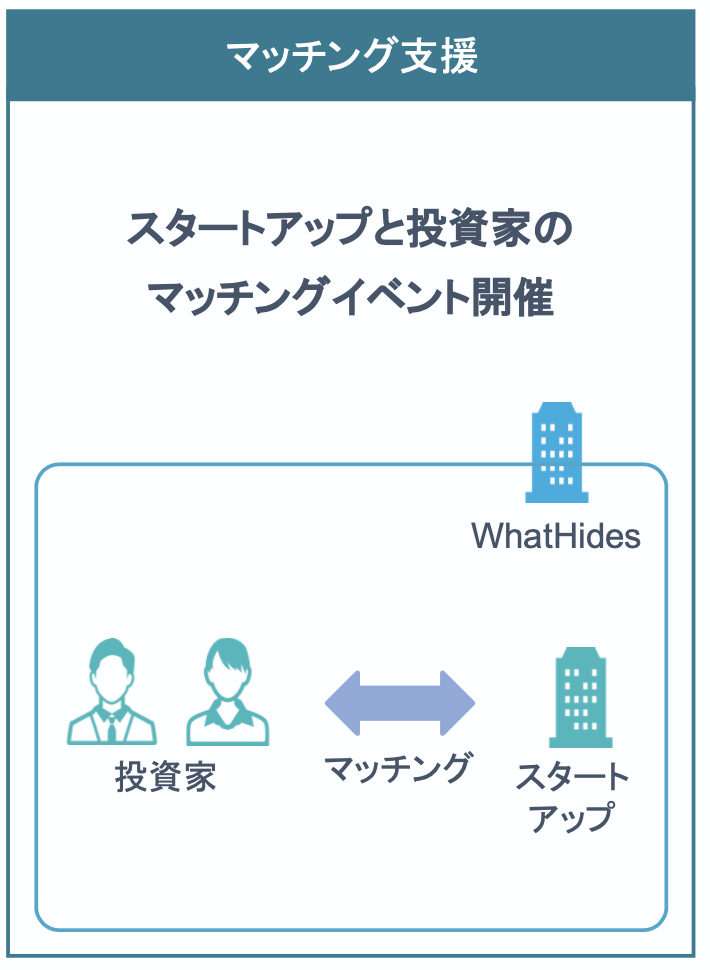 マッチング支援
スタートアップと投資家の
マッチングイベント開催
WhatHides
投資家
マッチング
スタート
アップ